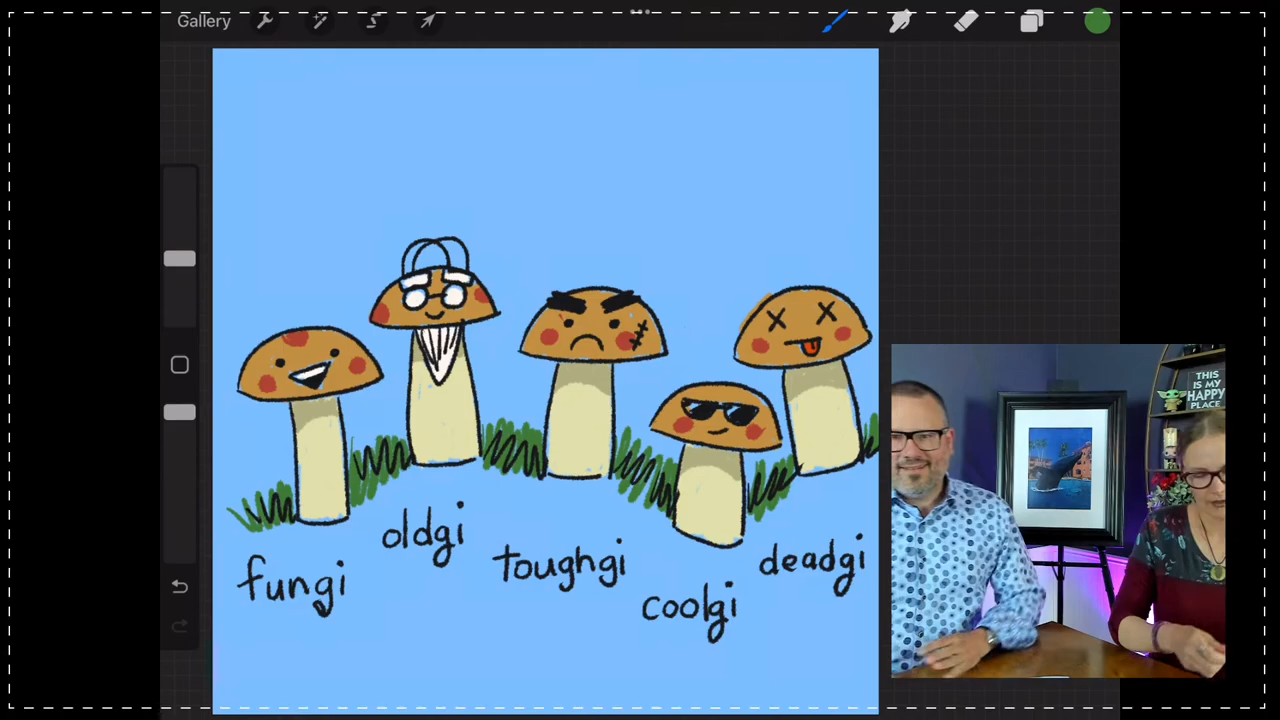 Gallery
fungi
oldgi
toughgi
coolgi
deadgi
THIS
IS MY
HAPPY
PLACE